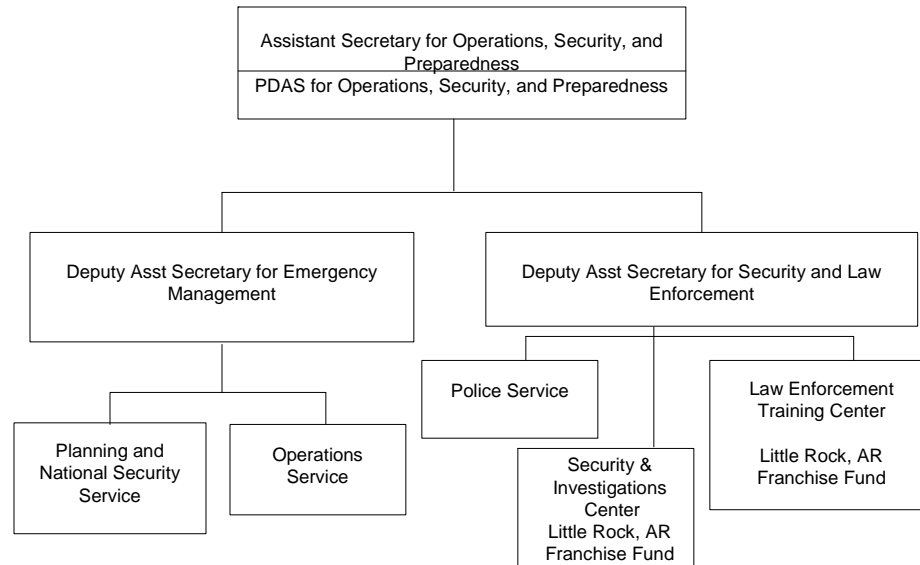 Assistant Secretary for Operations, Security, and
Preparedness
PDAS for Operations, Security, and Preparedness
Deputy Asst Secretary for Emergency
Management
Deputy Asst Secretary for Security and Law
Enforcement
Police Service
Law Enforcement
Training Center
Little Rock, AR
Franchise Fund
Planning and
National Security
Service
Operations
Service
Security &
Investigations
Center
Little Rock, AR
Franchise Fund